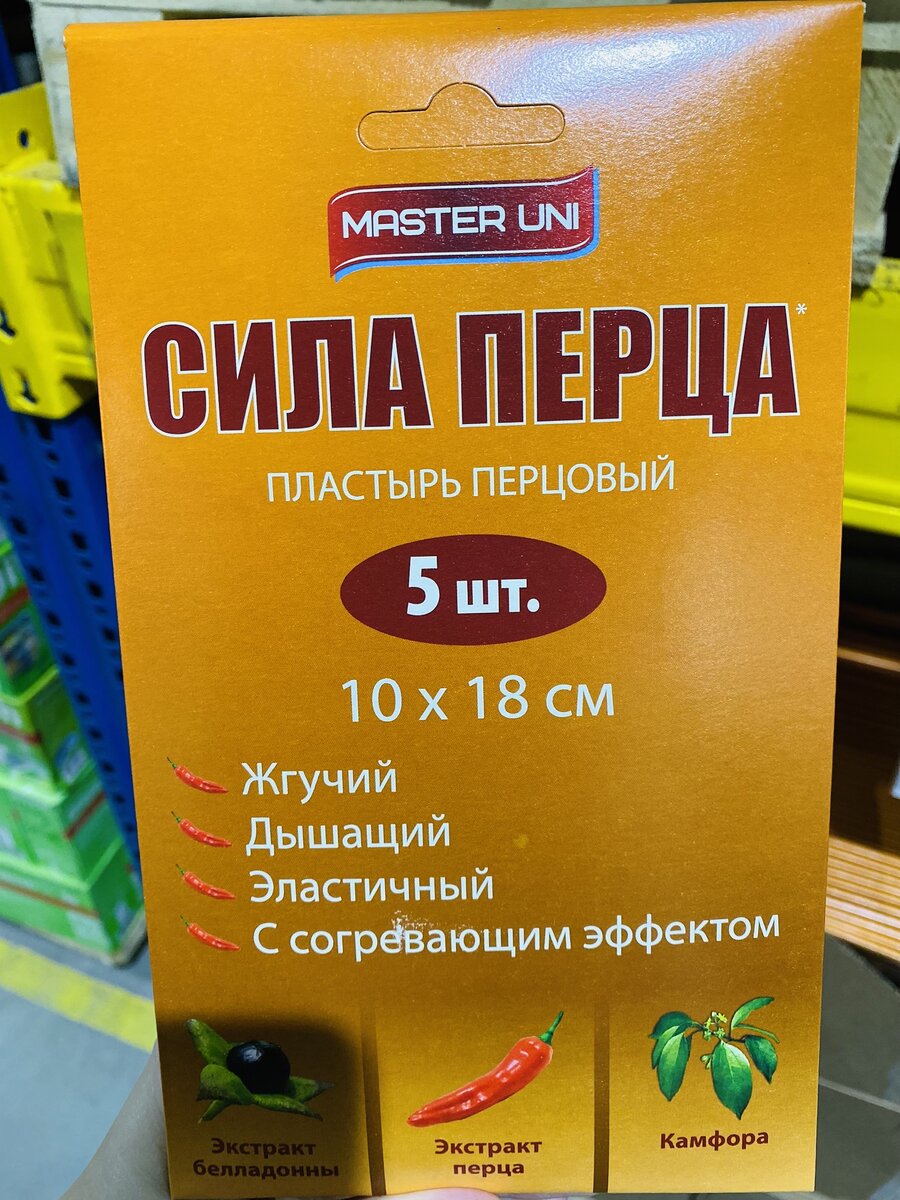 MASTER UNI
СИЛА ПЕРЦА*
ПЛАСТЫРЬ ПЕРЦОВЫЙ
5 шт.
10 х 18 см
Жгучий
Дышащий
Эластичный
С согревающим эффектом
Экстракт
белладонны
Экстракт
перца
Камфора